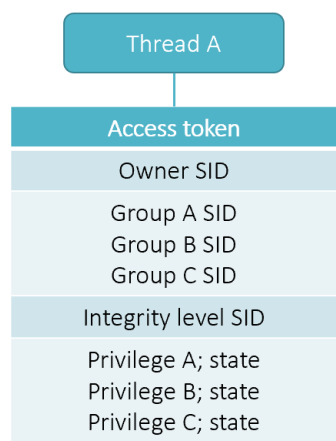 Thread A
Access token
Owner SID
Group A SID
Group B SID
Group C SID
Integrity level SID
Privilege A; state
Privilege B; state
Privilege C; state